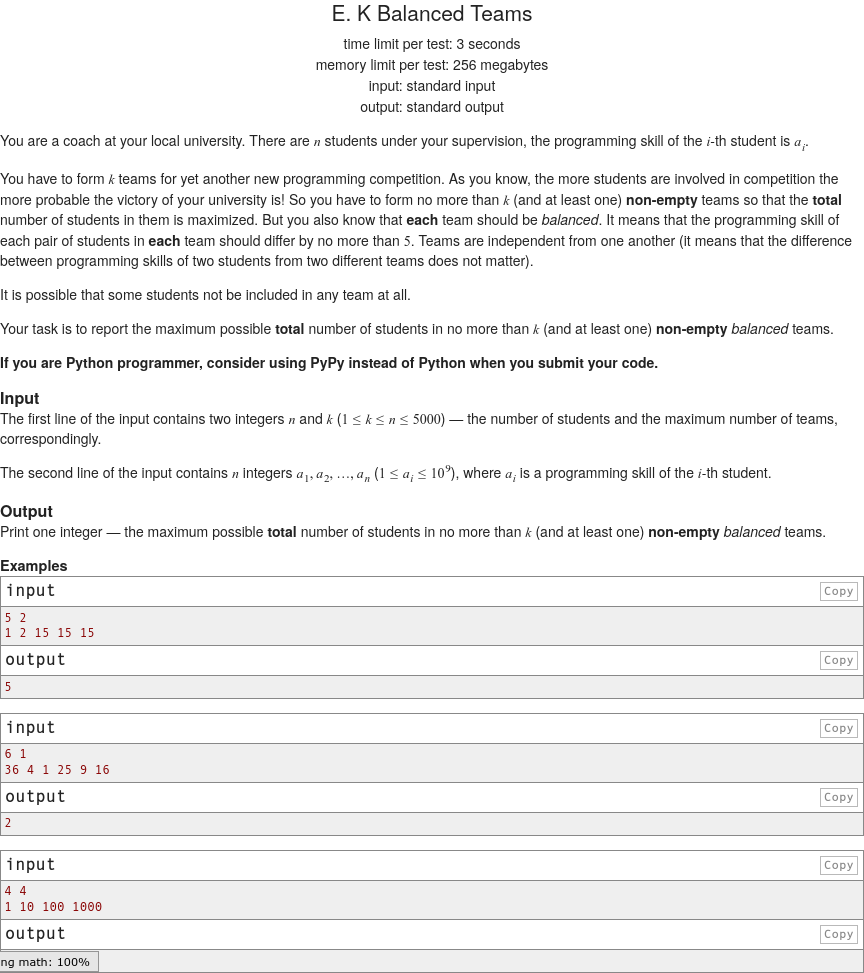 E. K Balanced Teams
time limit per test: 3 seconds
memory limit per test: 256 megabytes
input: standard input
output: standard output
You are a coach at your local university. There are n students under your supervision, the programming skill of the i-th student is a_i.
You have to form k teams for yet another new programming competition. As you know, the more students are involved in competition the
more probable the victory of your university is! So you have to form no more than k (and at least one) non-empty teams so that the total
number of students in them is maximized. But you also know that each team should be balanced. It means that the programming skill of
each pair of students in each team should differ by no more than 5. Teams are independent from one another (it means that the difference
between programming skills of two students from two different teams does not matter).
It is possible that some students not be included in any team at all.
Your task is to report the maximum possible total number of students in no more than k (and at least one) non-empty balanced teams.
If you are Python programmer, consider using PyPy instead of Python when you submit your code.
Input
The first line of the input contains two integers n and k (1 ≤ k ≤ n ≤ 5000) — the number of students and the maximum number of teams,
correspondingly.
The second line of the input contains n integers a_1, a_2, …, a_n (1 ≤ a_i ≤ 10^9), where a_i is a programming skill of the i-th student.
Output
Print one integer — the maximum possible total number of students in no more than k (and at least one) non-empty balanced teams.
Examples
input Copy
5 2
1 2 15 15 15
output Copy
5
input Copy
6 1
36 4 1 25 9 16
output Copy
2
input Copy
4 4
1 10 100 1000
output Copy
ng math: 100%